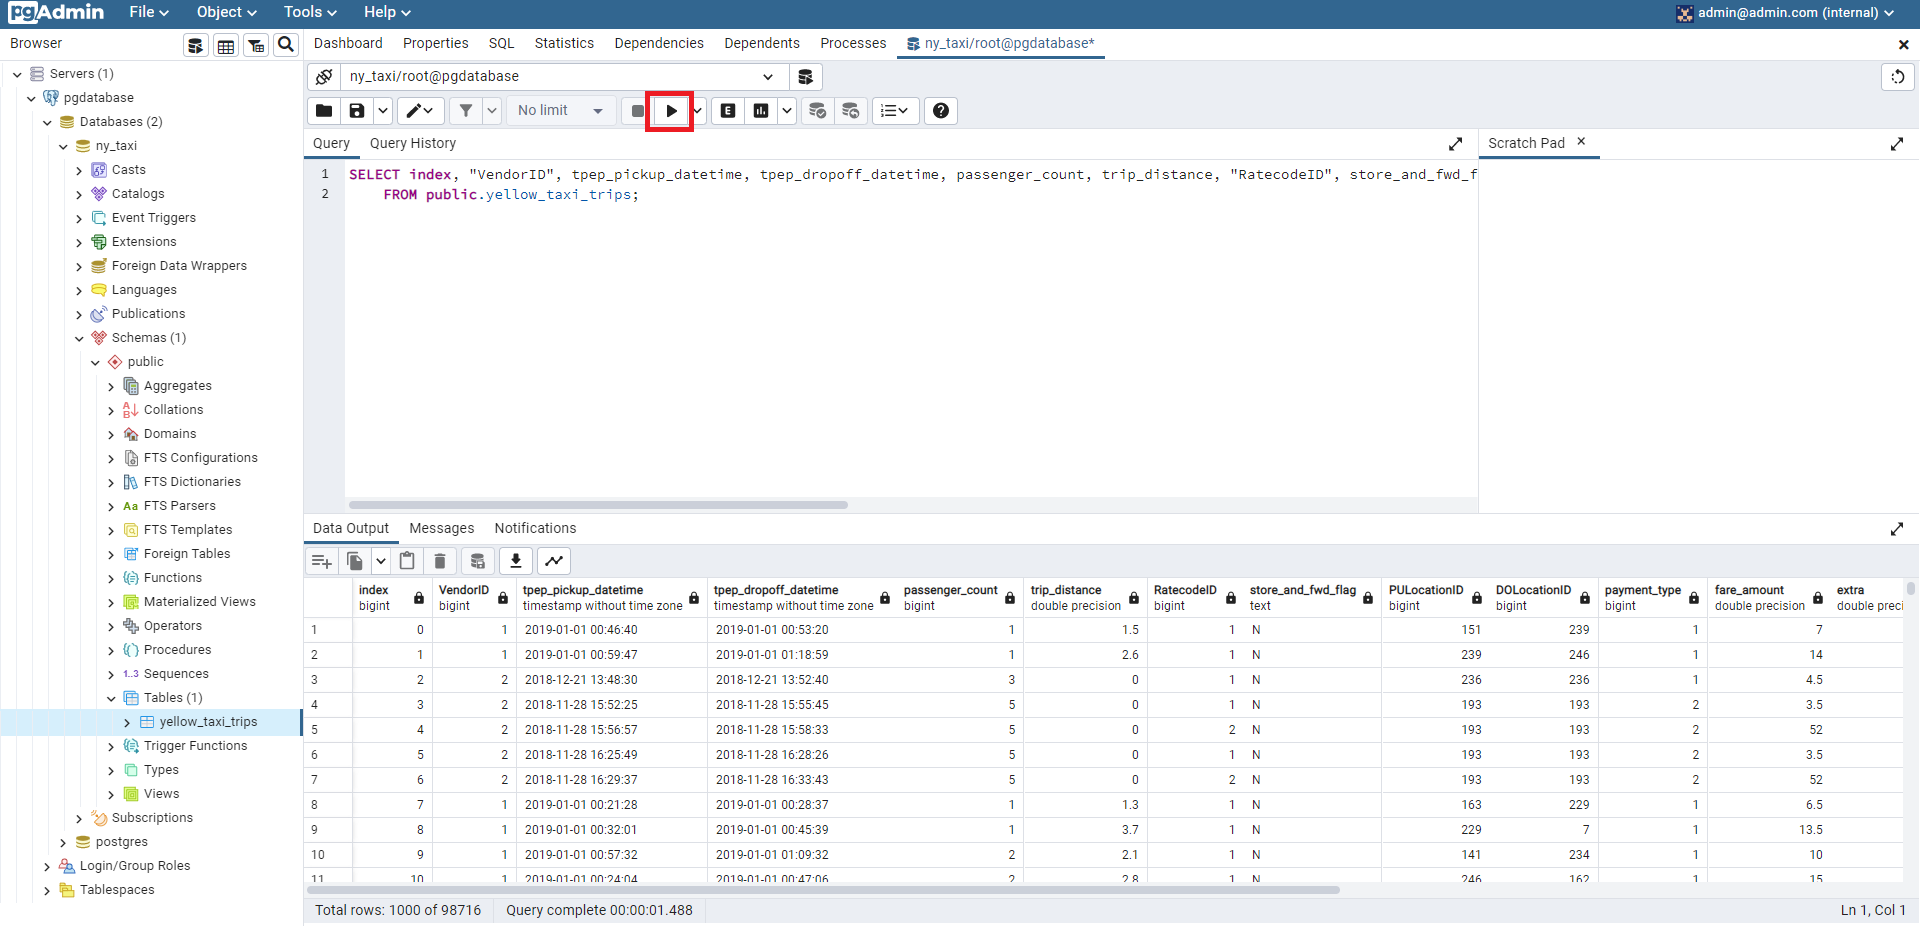 pgAdmin File Object Tools Help admin@admin.com (internal)
Browser
Dashboard Properties SQL Statistics Dependencies Dependents Processes ny_taxi/root@pgdatabase*
Servers (1)
pgdatabase
Databases (2)
ny_taxi
Casts
Catalogs
Event Triggers
Extensions
Foreign Data Wrappers
Languages
Publications
Schemas (1)
public
Aggregates
Collations
Domains
FTS Configurations
FTS Dictionaries
Aa FTS Parsers
FTS Templates
Foreign Tables
Functions
Materialized Views
Operators
Procedures
1..3 Sequences
Tables (1)
yellow_taxi_trips
Trigger Functions
Types
Views
Subscriptions
postgres
Login/Group Roles
Tablespaces
ny_taxi/root@pgdatabase
No limit E
Query Query History
Scratch Pad
1 SELECT index, "VendorID", tpep_pickup_datetime, tpep_dropoff_datetime, passenger_count, trip_distance, "RatecodeID", store_and_fwd_f
2 FROM public.yellow_taxi_trips;
Data Output Messages Notifications
index VendorID tpep_pickup_datetime tpep_dropoff_datetime passenger_count trip_distance RatecodeID store_and_fwd_flag PULocationID DOLocationID payment_type fare_amount extra
bigint bigint timestamp without time zone timestamp without time zone bigint double precision bigint text bigint bigint bigint double precision double preci
1 0 1 2019-01-01 00:46:40 2019-01-01 00:53:20 1 1.5 1 N 151 239 1 7
2 1 1 2019-01-01 00:59:47 2019-01-01 01:18:59 1 2.6 1 N 239 246 1 14
3 2 2 2018-12-21 13:48:30 2018-12-21 13:52:40 3 0 1 N 236 236 1 4.5
4 3 2 2018-11-28 15:52:25 2018-11-28 15:55:45 5 0 1 N 193 193 2 3.5
5 4 2 2018-11-28 15:56:57 2018-11-28 15:58:33 5 0 2 N 193 193 2 52
6 5 2 2018-11-28 16:25:49 2018-11-28 16:28:26 5 0 1 N 193 193 2 3.5
7 6 2 2018-11-28 16:29:37 2018-11-28 16:33:43 5 0 2 N 193 193 2 52
8 7 1 2019-01-01 00:21:28 2019-01-01 00:28:37 1 1.3 1 N 163 229 1 6.5
9 8 1 2019-01-01 00:32:01 2019-01-01 00:45:39 1 3.7 1 N 229 7 1 13.5
10 9 1 2019-01-01 00:57:32 2019-01-01 01:09:32 2 2.1 1 N 141 234 1 10
11 10 1 2019-01-01 00:24:04 2019-01-01 00:47:06 2 2.8 1 N 246 162 1 15
Total rows: 1000 of 98716 Query complete 00:00:01.488 Ln 1, Col 1